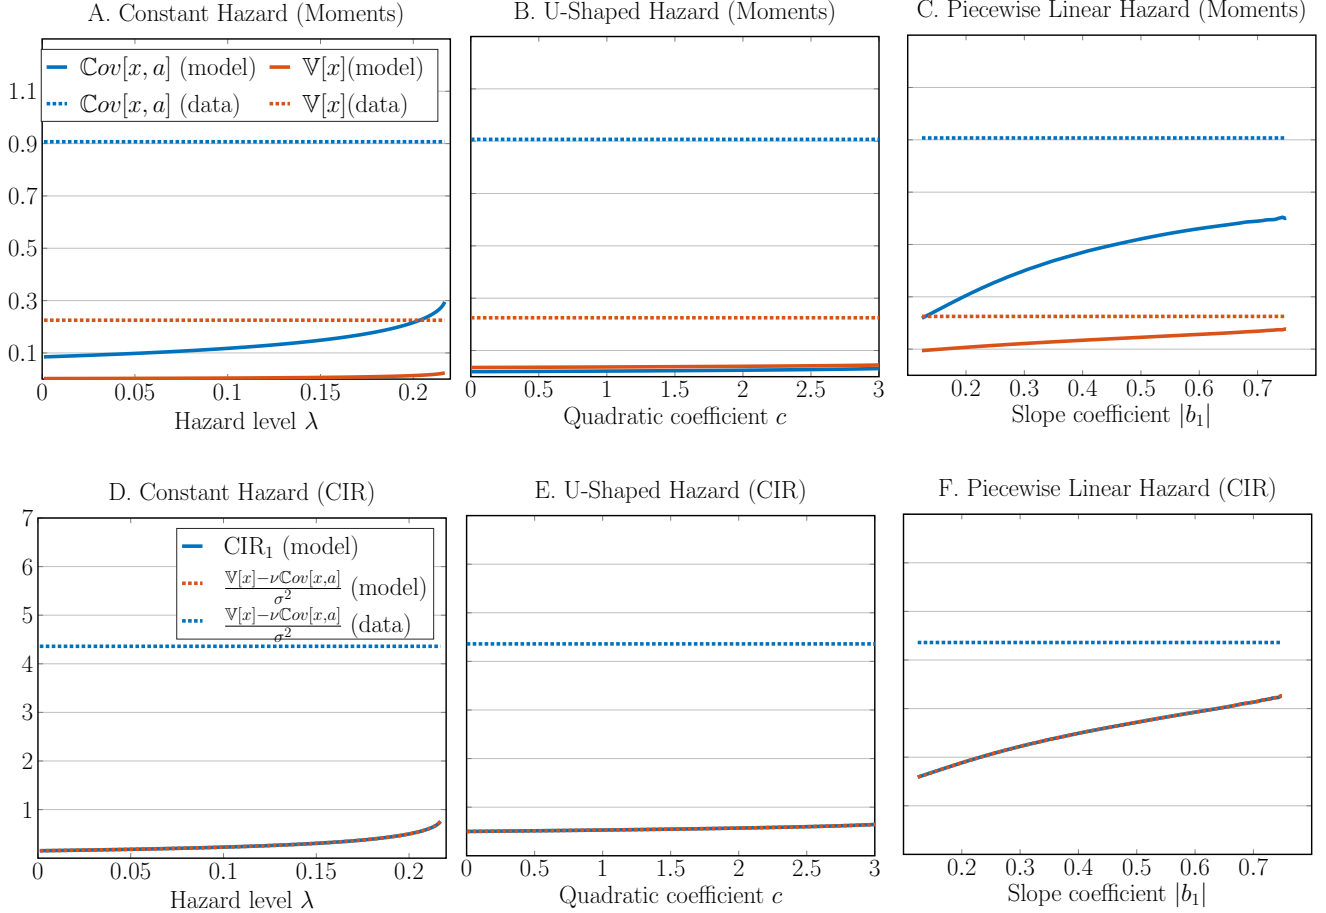 A. Constant Hazard (Moments)
B. U-Shaped Hazard (Moments)
C. Piecewise Linear Hazard (Moments)
ℂov[x, a] (model)
𝕍[x](model)
ℂov[x, a] (data)
𝕍[x](data)
1.1
0.9
0.7
0.5
0.3
0.1
0 0.05 0.1 0.15 0.2
Hazard level λ
0 0.5 1 1.5 2 2.5 3
Quadratic coefficient c
0.2 0.3 0.4 0.5 0.6 0.7
Slope coefficient |b₁|
D. Constant Hazard (CIR)
E. U-Shaped Hazard (CIR)
F. Piecewise Linear Hazard (CIR)
CIR₁ (model)
𝕍[x]−νℂov[x,a]/σ² (model)
𝕍[x]−νℂov[x,a]/σ² (data)
7
6
5
4
3
2
1
0 0.05 0.1 0.15 0.2
Hazard level λ
0 0.5 1 1.5 2 2.5 3
Quadratic coefficient c
0.2 0.3 0.4 0.5 0.6 0.7
Slope coefficient |b₁|